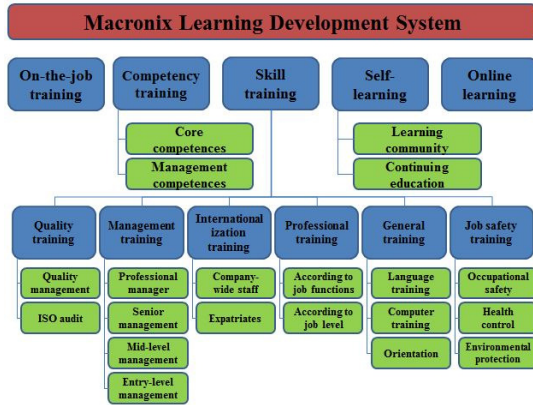 Macronix Learning Development System
On-the-job
training
Competency
training
Skill
training
Self-
learning
Online
learning
Core
competences
Management
competences
Learning
community
Continuing
education
Quality
training
Management
training
International
ization
training
Professional
training
General
training
Job safety
training
Quality
management
ISO audit
Professional
manager
Senior
management
Mid-level
management
Entry-level
management
Company-
wide staff
Expatriates
According to
job functions
According to
job level
Language
training
Computer
training
Orientation
Occupational
safety
Health
control
Environmental
protection